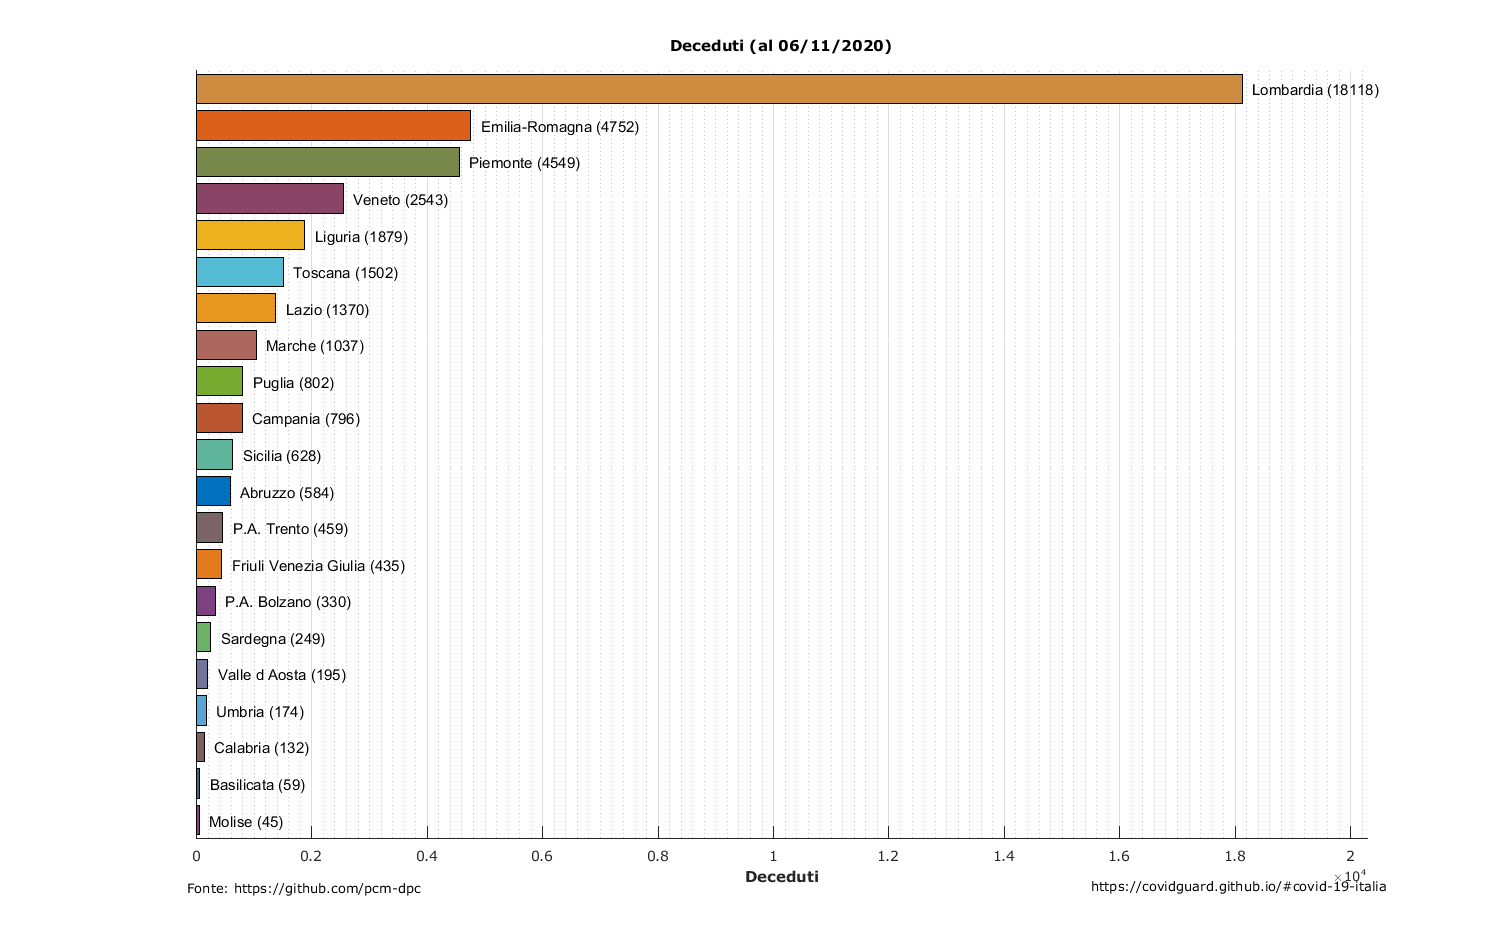 Deceduti (al 06/11/2020)
Lombardia (18118)
Emilia-Romagna (4752)
Piemonte (4549)
Veneto (2543)
Liguria (1879)
Toscana (1502)
Lazio (1370)
Marche (1037)
Puglia (802)
Campania (796)
Sicilia (628)
Abruzzo (584)
P.A. Trento (459)
Friuli Venezia Giulia (435)
P.A. Bolzano (330)
Sardegna (249)
Valle d Aosta (195)
Umbria (174)
Calabria (132)
Basilicata (59)
Molise (45)
0 0.2 0.4 0.6 0.8 1 1.2 1.4 1.6 1.8 2
Deceduti
×10⁴
Fonte: https://github.com/pcm-dpc
https://covidguard.github.io/#covid-19-italia